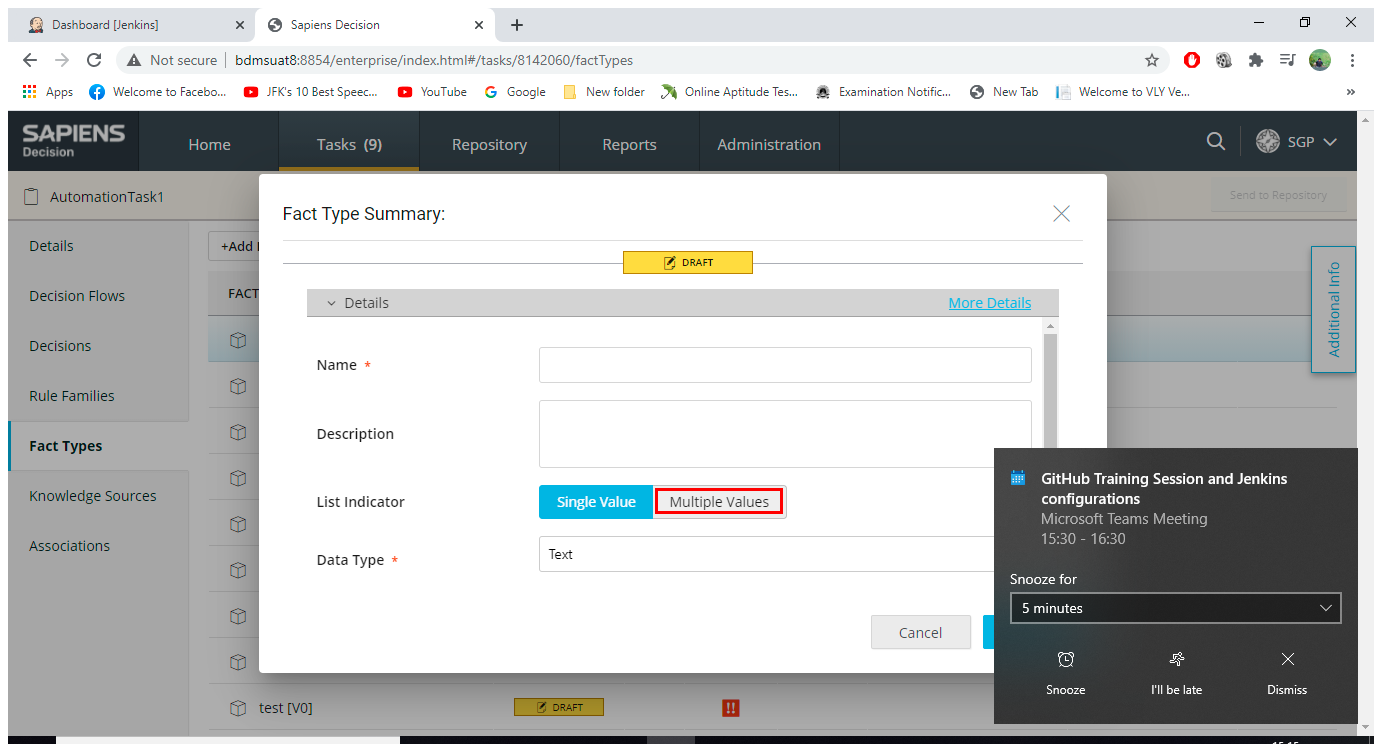 Dashboard [Jenkins]
Sapiens Decision
Not secure
bdmsuat8:8854/enterprise/index.html#/tasks/8142060/factTypes
Apps
Welcome to Facebo...
JFK's 10 Best Speec...
YouTube
Google
New folder
Online Aptitude Tes...
Examination Notific...
New Tab
Welcome to VLY Ve...
»
SAPIENS
Decision
Home
Tasks (9)
Repository
Reports
Administration
SGP
AutomationTask1
Send to Repository
Details
Decision Flows
Decisions
Rule Families
Fact Types
Knowledge Sources
Associations
+Add
FACT
Fact Type Summary:
DRAFT
Details
More Details
Name *
Description
List Indicator
Single Value
Multiple Values
Data Type *
Text
Cancel
Additional Info
GitHub Training Session and Jenkins
configurations
Microsoft Teams Meeting
15:30 - 16:30
Snooze for
5 minutes
Snooze
I'll be late
Dismiss
test [V0]
DRAFT
!!